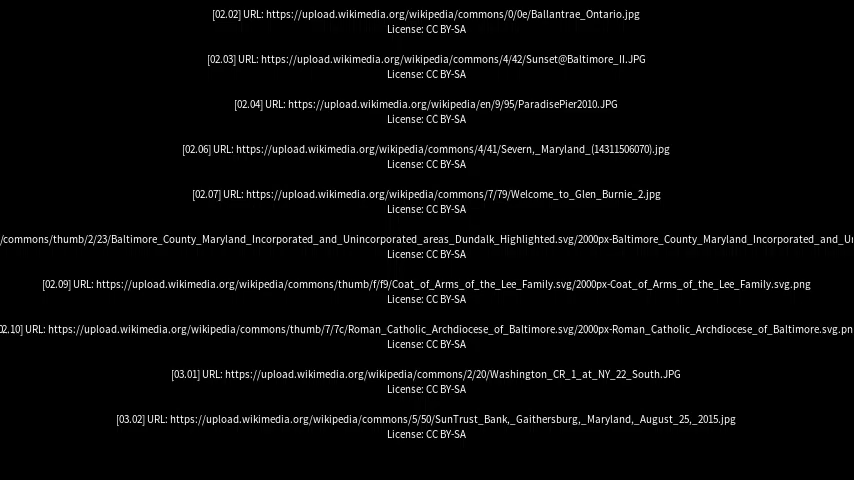 [02.02] URL: https://upload.wikimedia.org/wikipedia/commons/0/0e/Ballantrae_Ontario.jpg
License: CC BY-SA
[02.03] URL: https://upload.wikimedia.org/wikipedia/commons/4/42/Sunset@Baltimore_II.JPG
License: CC BY-SA
[02.04] URL: https://upload.wikimedia.org/wikipedia/en/9/95/ParadisePier2010.JPG
License: CC BY-SA
[02.06] URL: https://upload.wikimedia.org/wikipedia/commons/4/41/Severn,_Maryland_(14311506070).jpg
License: CC BY-SA
[02.07] URL: https://upload.wikimedia.org/wikipedia/commons/7/79/Welcome_to_Glen_Burnie_2.jpg
License: CC BY-SA
/commons/thumb/2/23/Baltimore_County_Maryland_Incorporated_and_Unincorporated_areas_Dundalk_Highlighted.svg/2000px-Baltimore_County_Maryland_Incorporated_and_Un
License: CC BY-SA
[02.09] URL: https://upload.wikimedia.org/wikipedia/commons/thumb/f/f9/Coat_of_Arms_of_the_Lee_Family.svg/2000px-Coat_of_Arms_of_the_Lee_Family.svg.png
License: CC BY-SA
02.10] URL: https://upload.wikimedia.org/wikipedia/commons/thumb/7/7c/Roman_Catholic_Archdiocese_of_Baltimore.svg/2000px-Roman_Catholic_Archdiocese_of_Baltimore.svg.pn
License: CC BY-SA
[03.01] URL: https://upload.wikimedia.org/wikipedia/commons/2/20/Washington_CR_1_at_NY_22_South.JPG
License: CC BY-SA
[03.02] URL: https://upload.wikimedia.org/wikipedia/commons/5/50/SunTrust_Bank,_Gaithersburg,_Maryland,_August_25,_2015.jpg
License: CC BY-SA